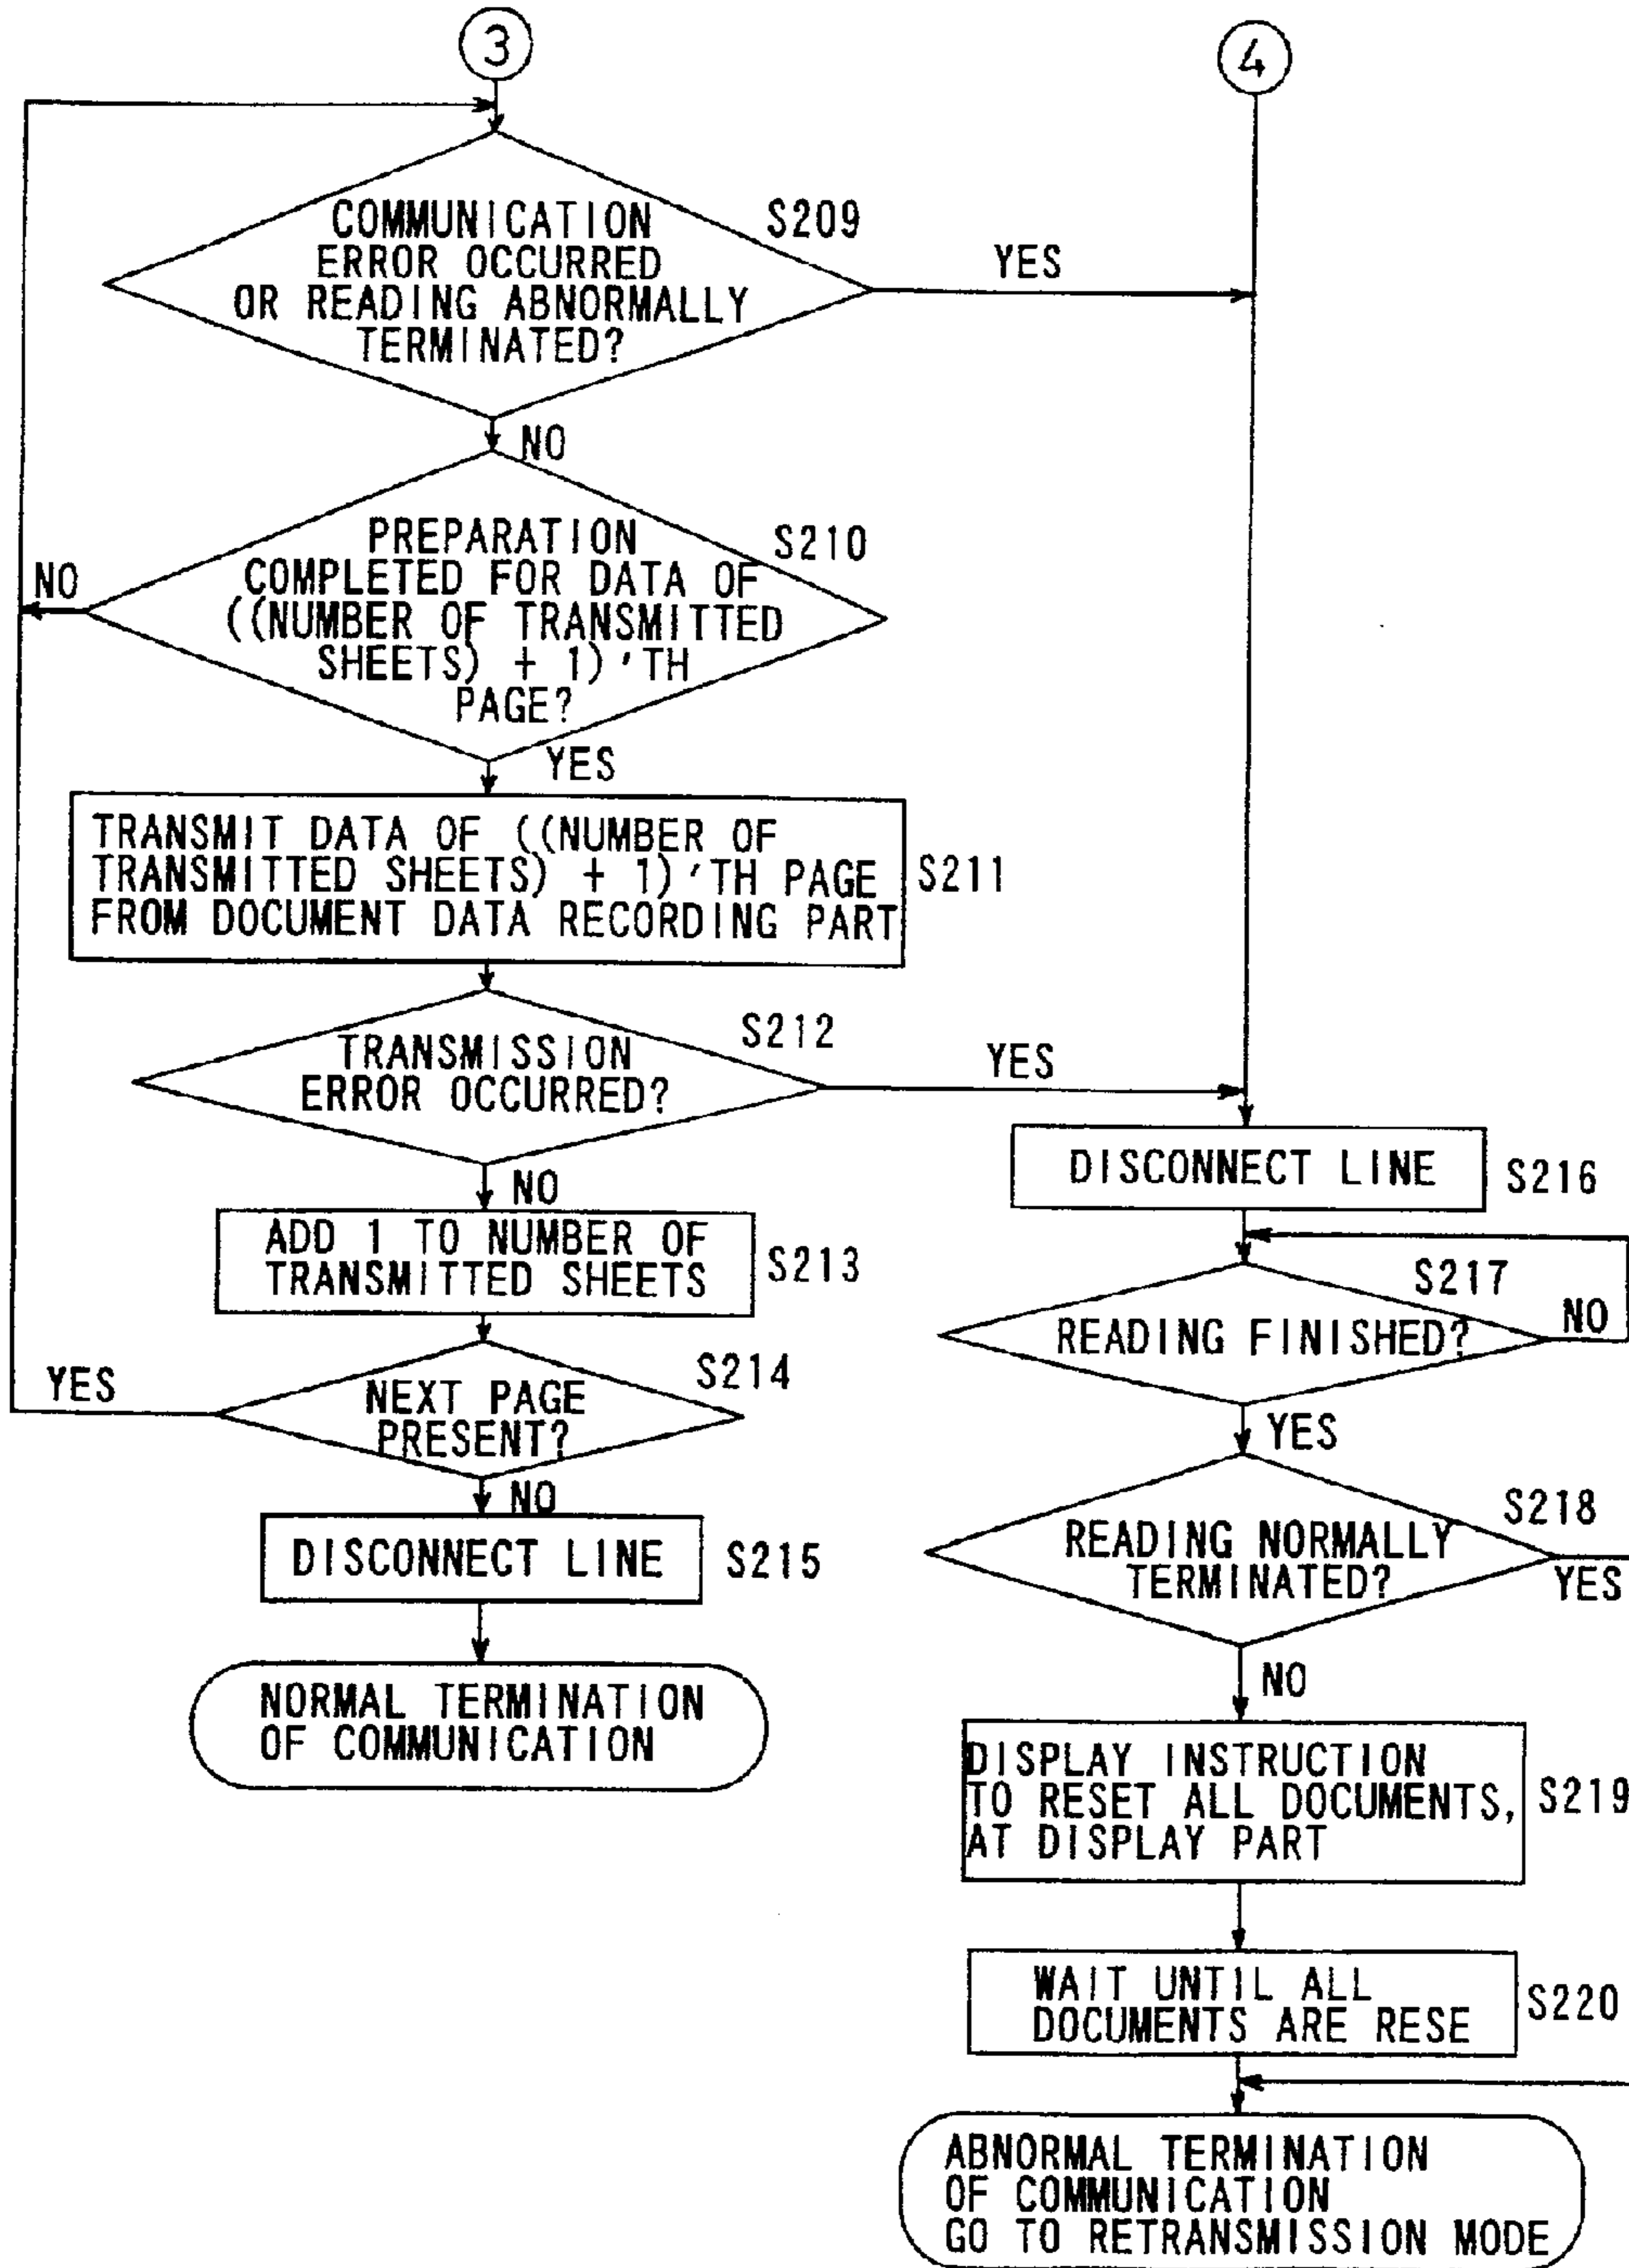 3
COMMUNICATION
ERROR OCCURRED
OR READING ABNORMALLY
TERMINATED?
S209
YES
NO
PREPARATION
COMPLETED FOR DATA OF
((NUMBER OF TRANSMITTED
SHEETS) + 1)'TH
PAGE?
S210
NO
YES
TRANSMIT DATA OF ((NUMBER OF
TRANSMITTED SHEETS) + 1)'TH PAGE
FROM DOCUMENT DATA RECORDING PART
S211
TRANSMISSION
ERROR OCCURRED?
S212
YES
NO
ADD 1 TO NUMBER OF
TRANSMITTED SHEETS
S213
NEXT PAGE
PRESENT?
S214
YES
NO
DISCONNECT LINE
S215
NORMAL TERMINATION
OF COMMUNICATION
4
DISCONNECT LINE
S216
READING FINISHED?
S217
NO
YES
READING NORMALLY
TERMINATED?
S218
YES
NO
DISPLAY INSTRUCTION
TO RESET ALL DOCUMENTS,
AT DISPLAY PART
S219
WAIT UNTIL ALL
DOCUMENTS ARE RESE
S220
ABNORMAL TERMINATION
OF COMMUNICATION
GO TO RETRANSMISSION MODE